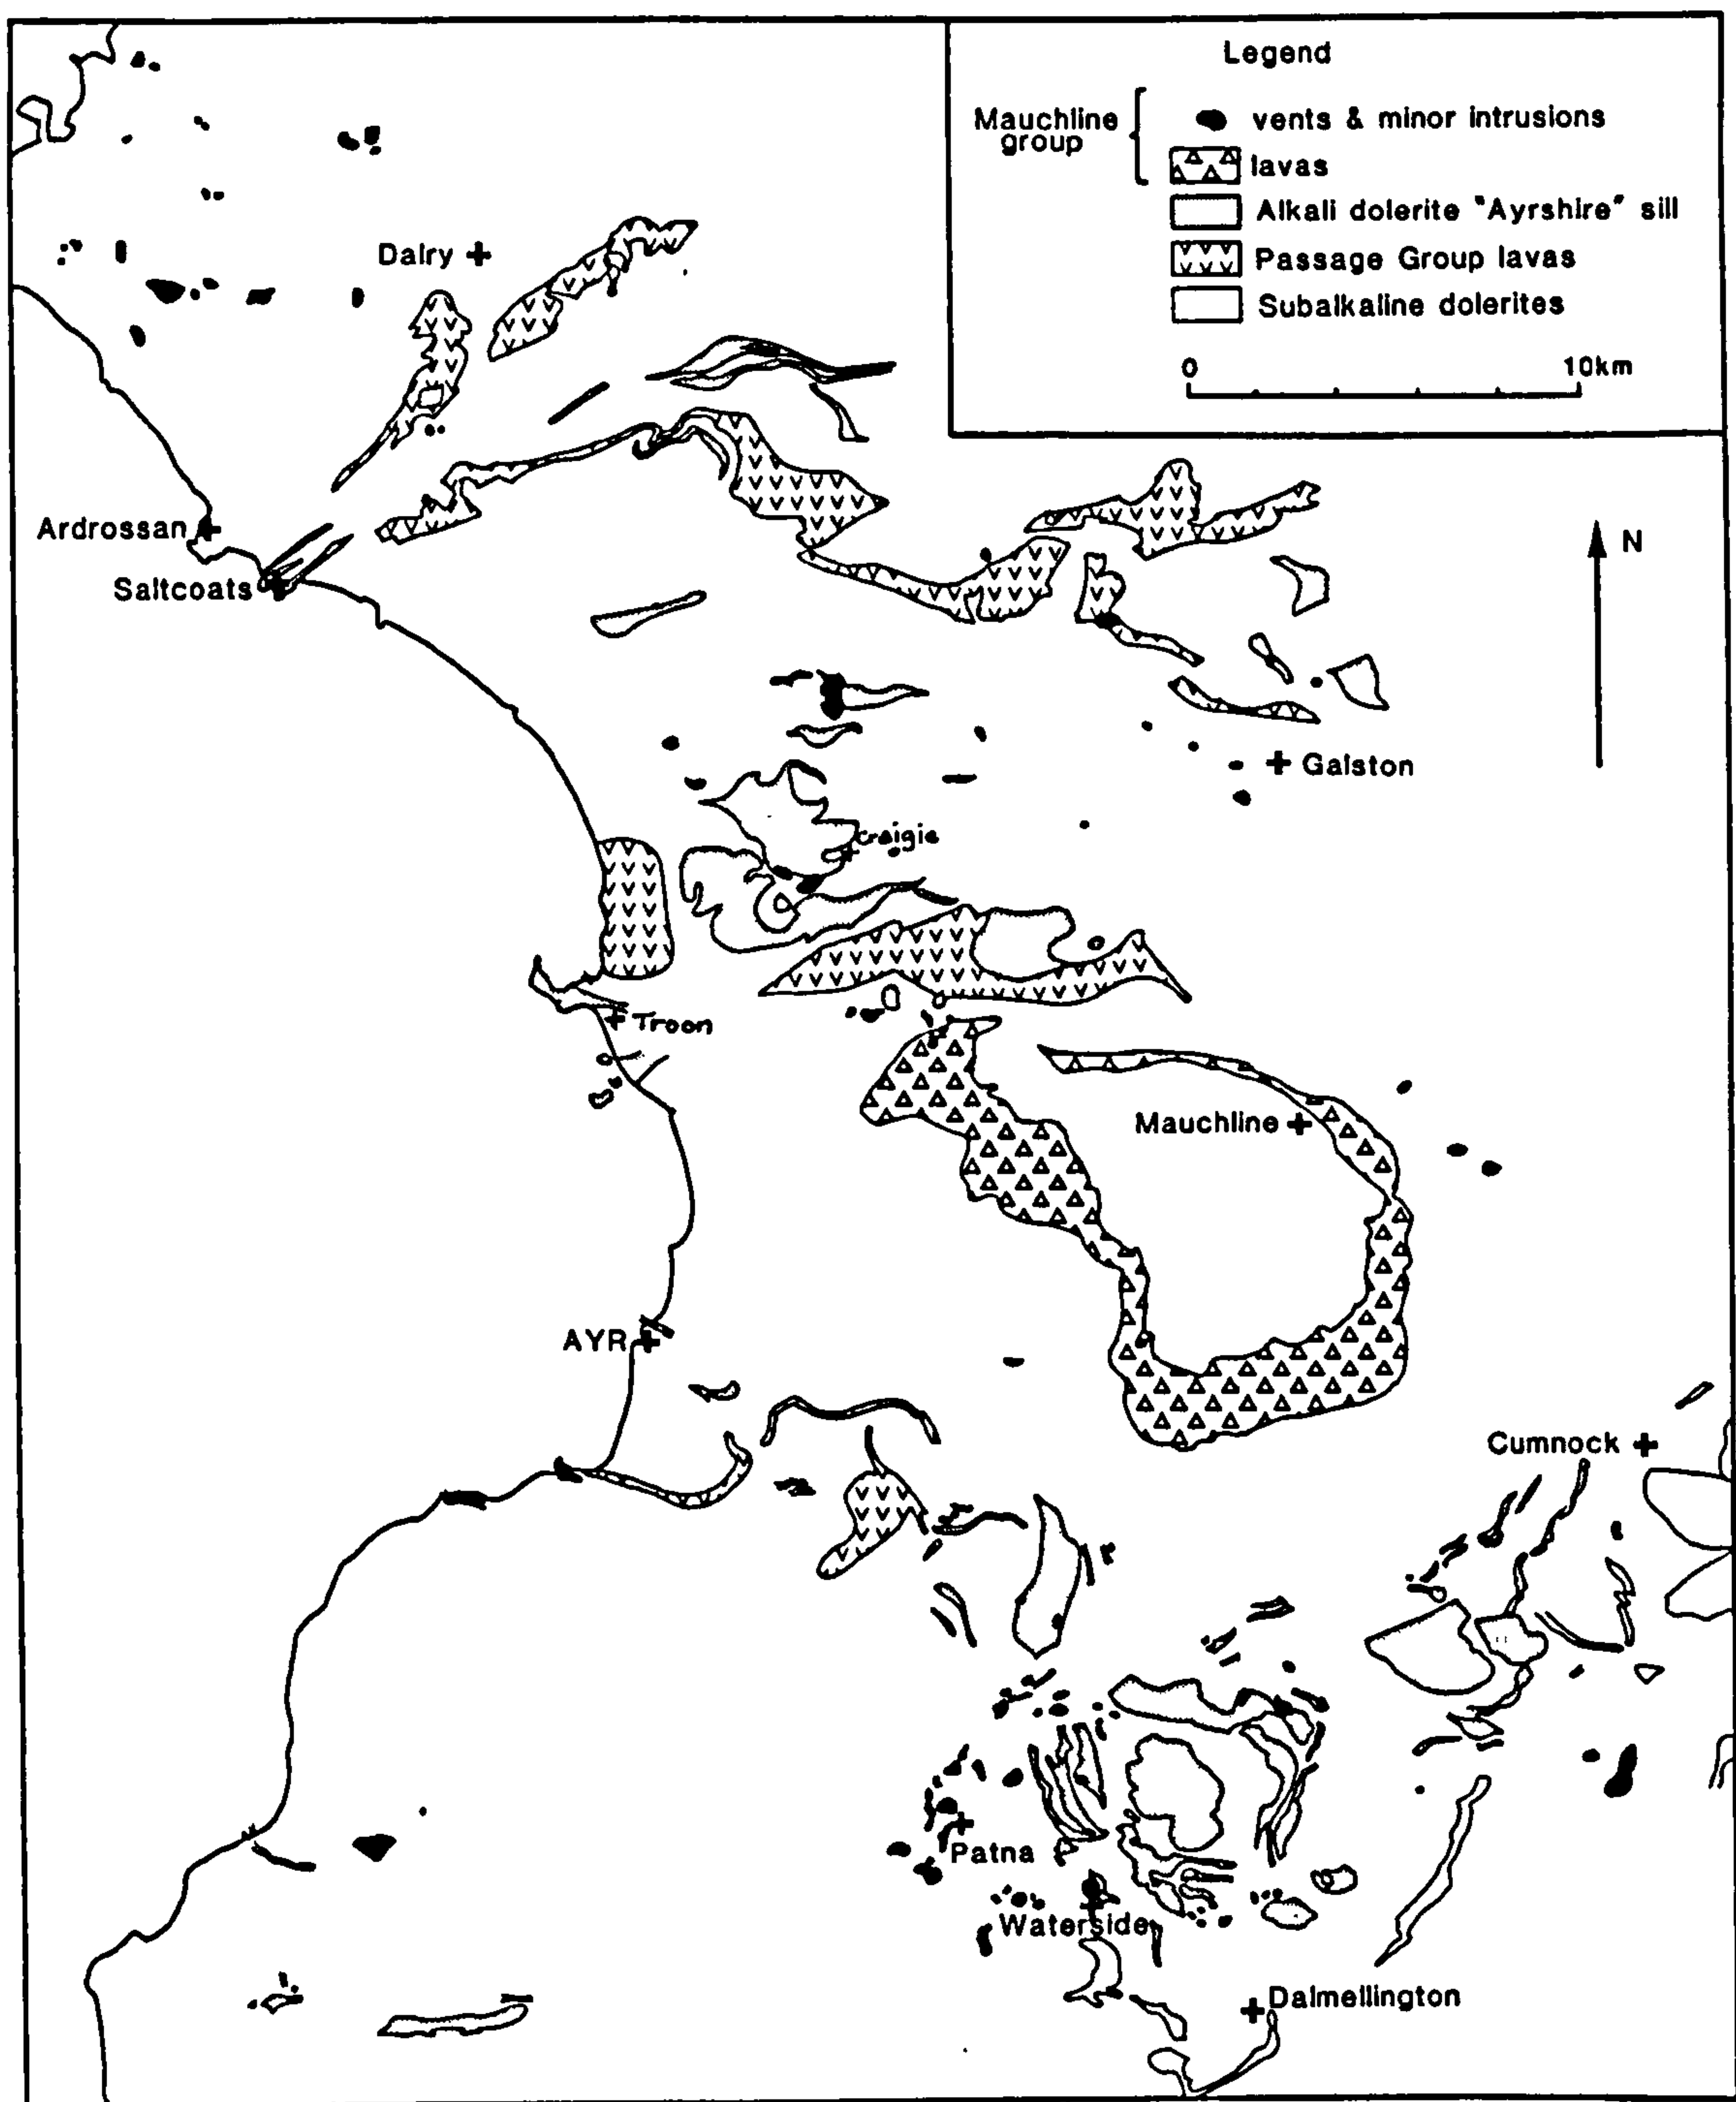 Legend
Mauchline
group
vents & minor intrusions
lavas
Alkali dolerite "Ayrshire" sill
Passage Group lavas
Subalkaline dolerites
0 10km
N
Dalry
Ardrossan
Saltcoats
Galston
Craigie
Troon
Mauchline
AYR
Cumnock
Patna
Waterside
Dalmellington